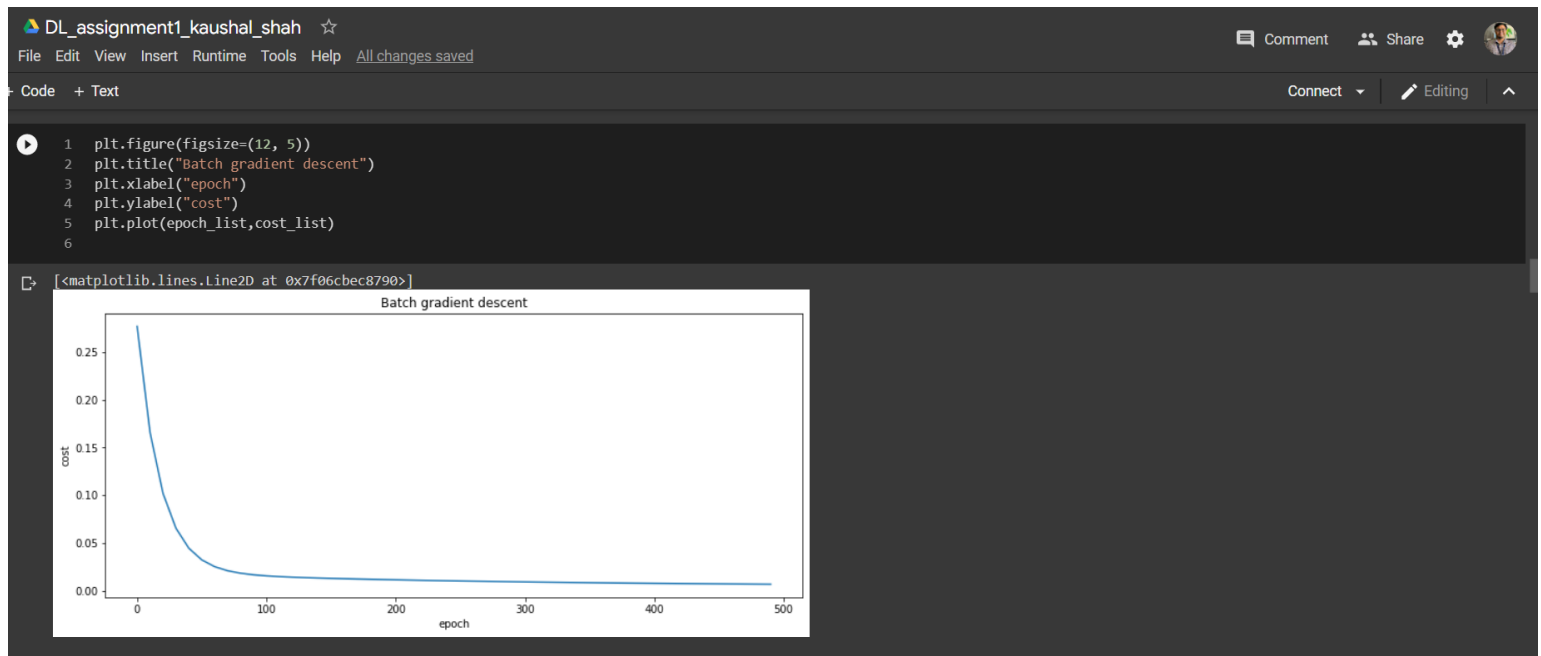 DL_assignment1_kaushal_shah
Comment Share
File Edit View Insert Runtime Tools Help All changes saved
+ Code + Text Connect Editing
1 plt.figure(figsize=(12, 5))
2 plt.title("Batch gradient descent")
3 plt.xlabel("epoch")
4 plt.ylabel("cost")
5 plt.plot(epoch_list,cost_list)
6
[<matplotlib.lines.Line2D at 0x7f06cbec8790>]
Batch gradient descent
0.25
0.20
0.15
0.10
0.05
0.00
cost
0 100 200 300 400 500
epoch